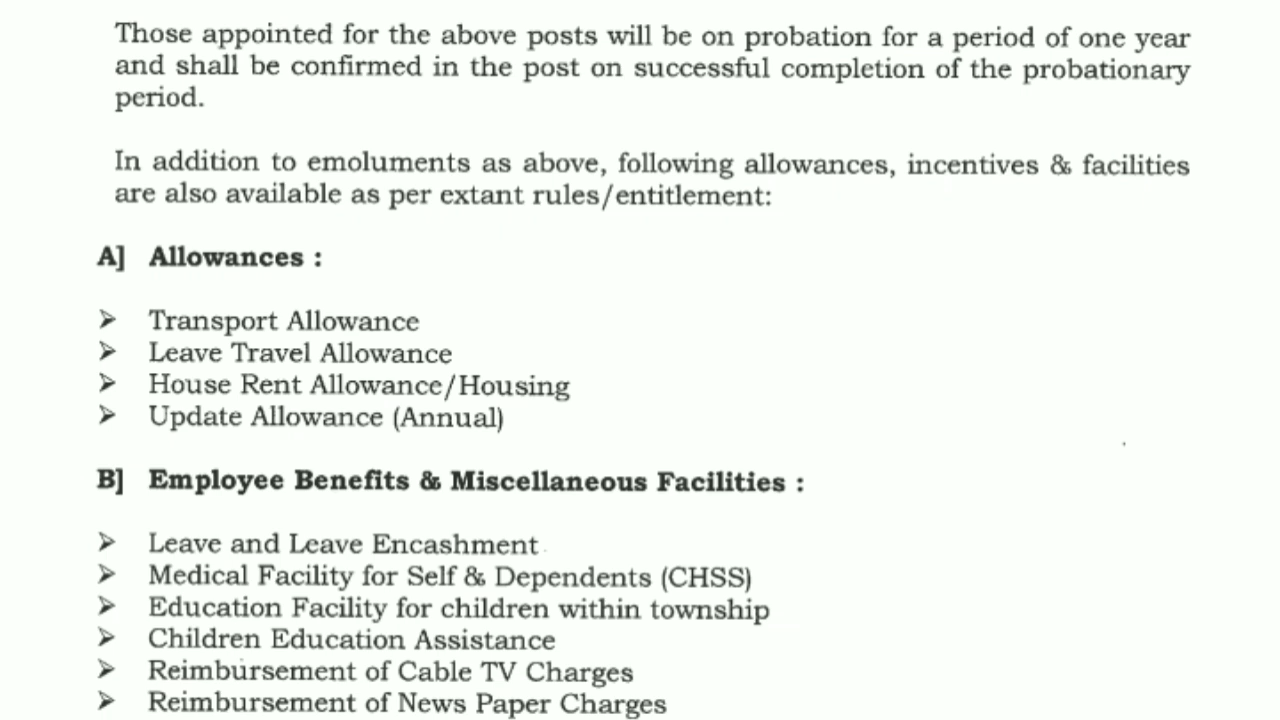 Those appointed for the above posts will be on probation for a period of one year
and shall be confirmed in the post on successful completion of the probationary
period.
In addition to emoluments as above, following allowances, incentives & facilities
are also available as per extant rules/entitlement:
A] Allowances :
➢ Transport Allowance
➢ Leave Travel Allowance
➢ House Rent Allowance/Housing
➢ Update Allowance (Annual)
B] Employee Benefits & Miscellaneous Facilities :
➢ Leave and Leave Encashment
➢ Medical Facility for Self & Dependents (CHSS)
➢ Education Facility for children within township
➢ Children Education Assistance
➢ Reimbursement of Cable TV Charges
➢ Reimbursement of News Paper Charges